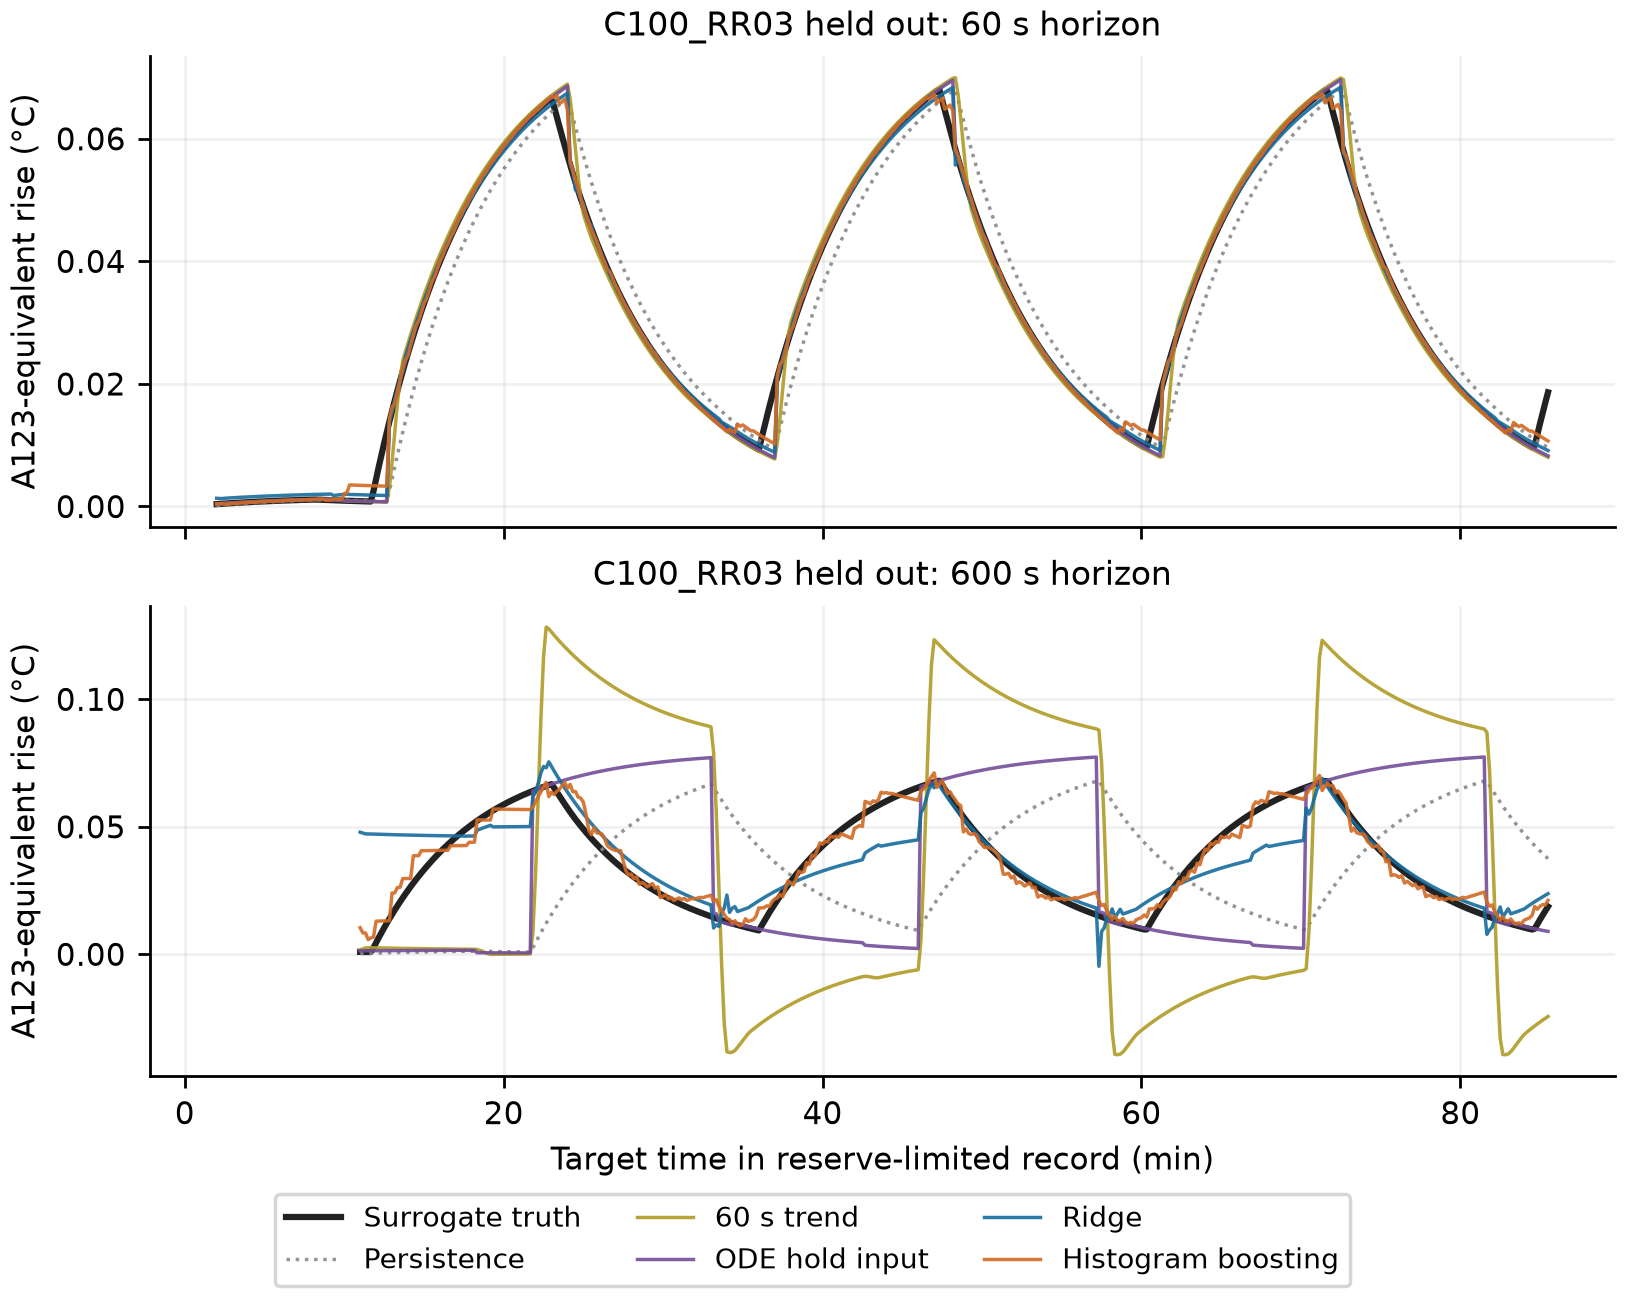 C100_RR03 held out: 60 s horizon
A123-equivalent rise (°C)
0.06
0.04
0.02
0.00
C100_RR03 held out: 600 s horizon
A123-equivalent rise (°C)
0.10
0.05
0.00
0 20 40 60 80
Target time in reserve-limited record (min)
Surrogate truth 60 s trend Ridge
Persistence ODE hold input Histogram boosting